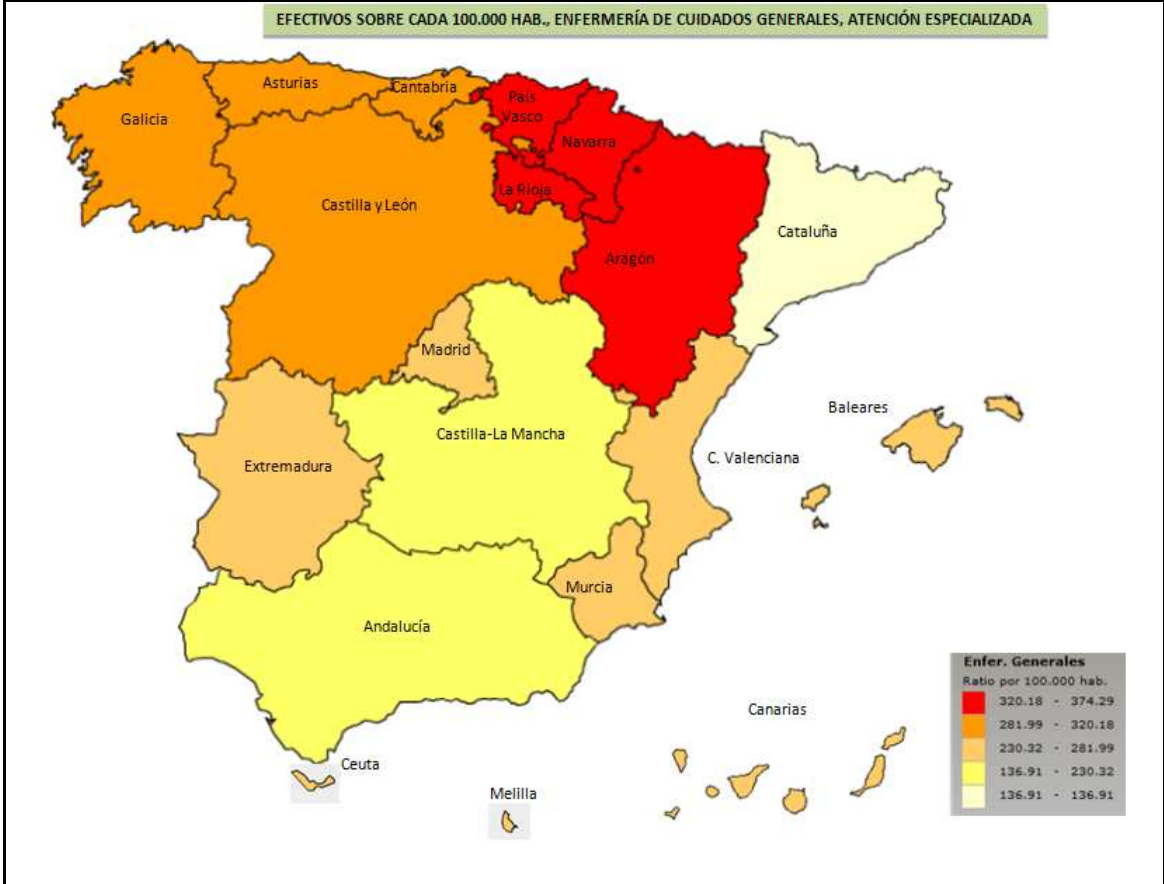 EFECTIVOS SOBRE CADA 100.000 HAB., ENFERMERÍA DE CUIDADOS GENERALES, ATENCIÓN ESPECIALIZADA
Asturias
Cantabria
País
Vasco
Galicia
Navarra
La Rioja
Castilla y León
Cataluña
Aragón
Madrid
Baleares
Castilla-La Mancha
C. Valenciana
Extremadura
Murcia
Andalucía
Enfer. Generales
Ratio por 100.000 hab.
320.18 - 374.29
281.99 - 320.18
230.32 - 281.99
136.91 - 230.32
136.91 - 136.91
Canarias
Ceuta
Melilla